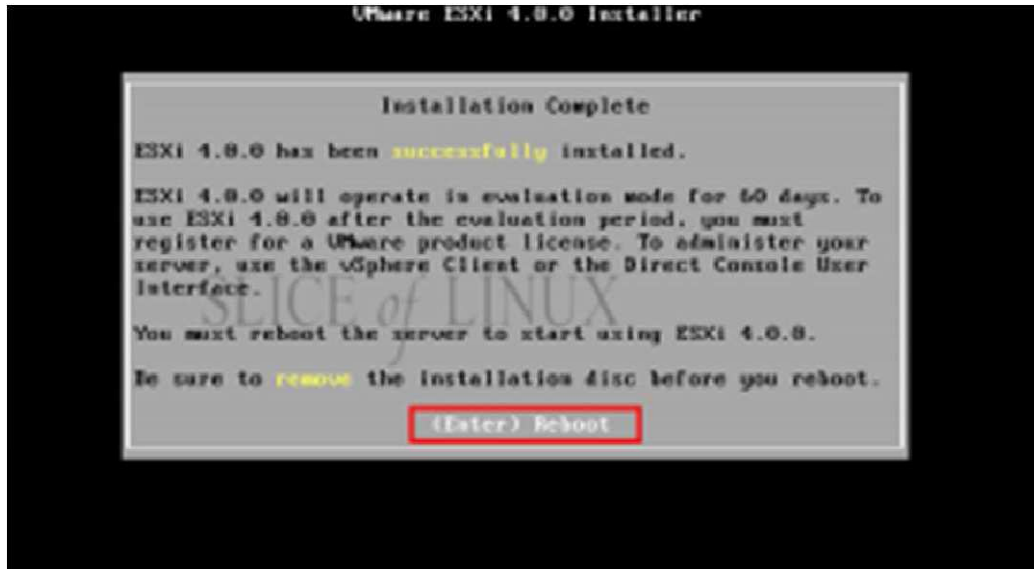 VMware ESXi 4.0.0 Installer
Installation Complete
ESXi 4.0.0 has been successfully installed.
ESXi 4.0.0 will operate in evaluation mode for 60 days. To
use ESXi 4.0.0 after the evaluation period, you must
register for a VMware product license. To administer your
server, use the vSphere Client or the Direct Console User
Interface.
SLICE of LINUX
You must reboot the server to start using ESXi 4.0.0.
Be sure to remove the installation disc before you reboot.
(Enter) Reboot